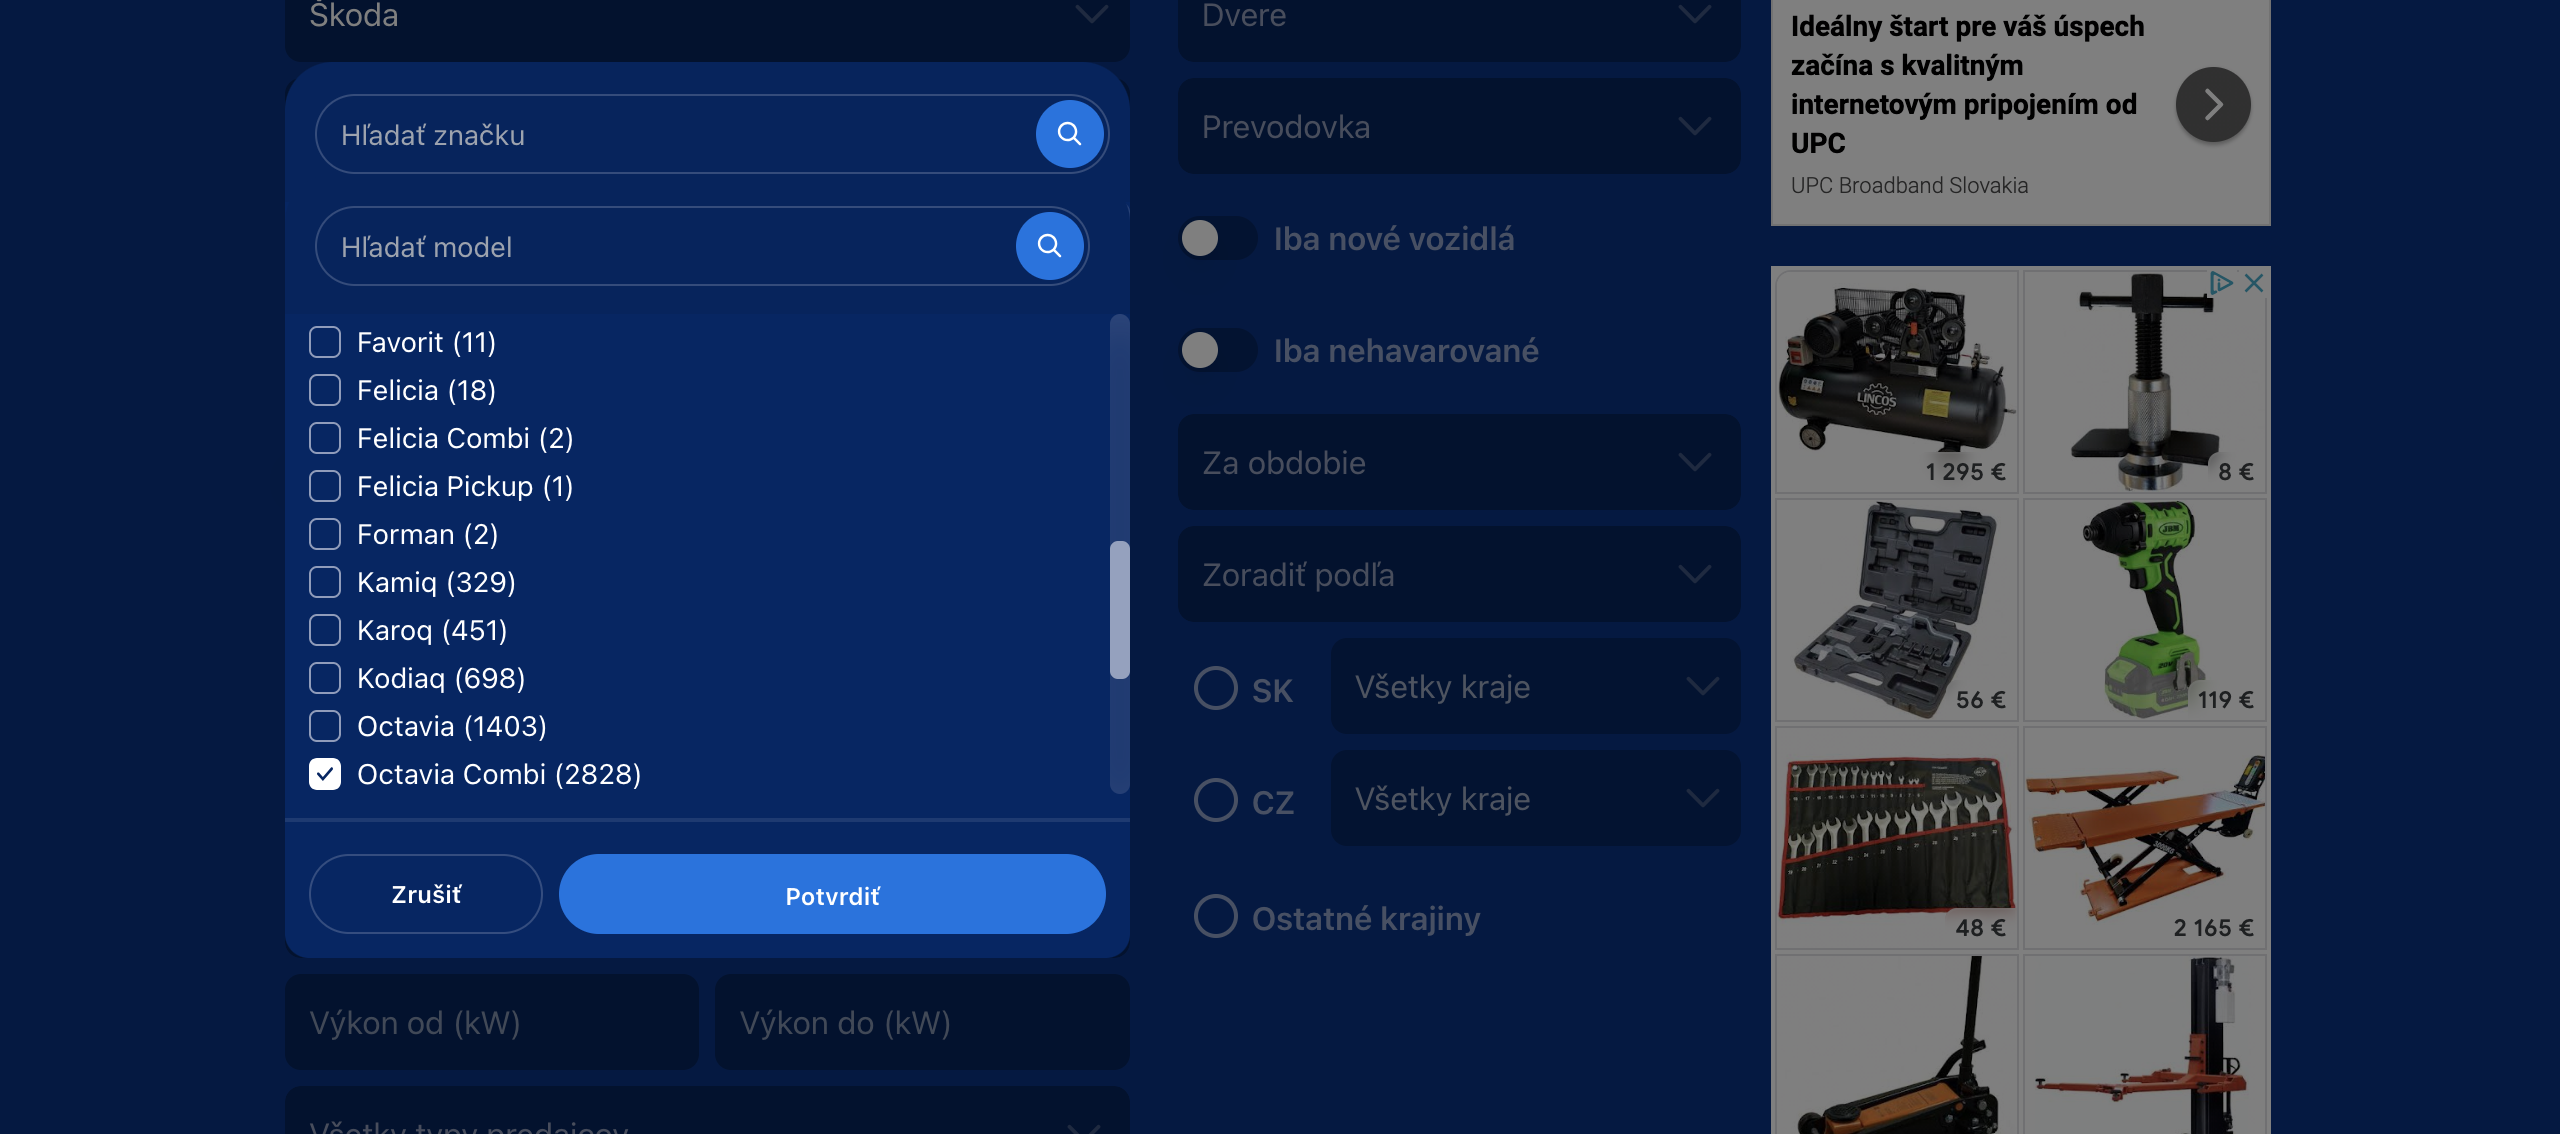 Škoda
Hľadať značku
Hľadať model
Favorit (11)
Felicia (18)
Felicia Combi (2)
Felicia Pickup (1)
Forman (2)
Kamiq (329)
Karoq (451)
Kodiaq (698)
Octavia (1403)
Octavia Combi (2828)
Zrušiť
Potvrdiť
Výkon od (kW)
Výkon do (kW)
Všetky typy predajcov
Dvere
Prevodovka
Iba nové vozidlá
Iba nehavarované
Za obdobie
Zoradiť podľa
SK
Všetky kraje
CZ
Všetky kraje
Ostatné krajiny
Ideálny štart pre váš úspech
začína s kvalitným
internetovým pripojením od
UPC
UPC Broadband Slovakia
LINCOS
1 295 €
8 €
56 €
JBM
119 €
48 €
2 165 €